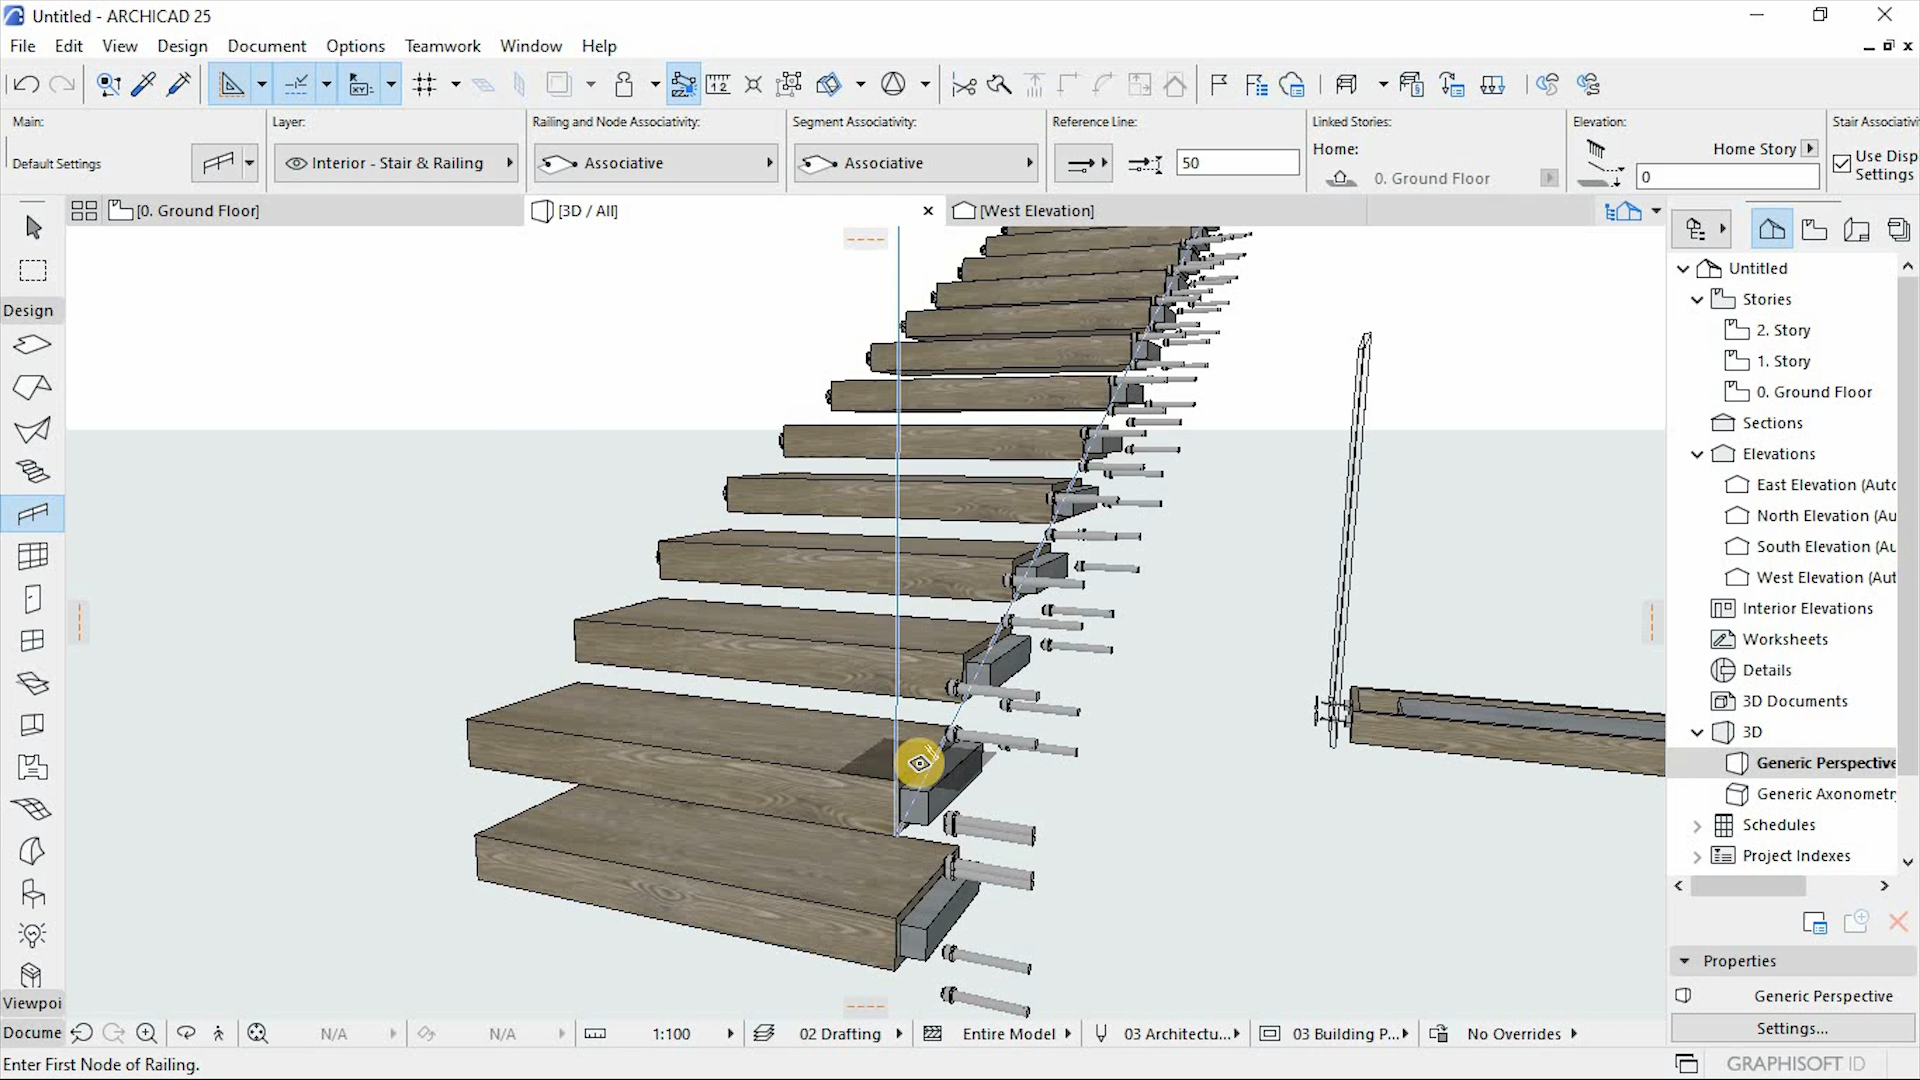 Untitled - ARCHICAD 25
File Edit View Design Document Options Teamwork Window Help
Main: Layer: Railing and Node Associativity: Segment Associativity: Reference Line: Linked Stories: Elevation: Stair Associativi
Default Settings Interior - Stair & Railing Associative Associative 50 Home: 0. Ground Floor Home Story 0 Use Disp Settings
[0. Ground Floor] [3D / All] [West Elevation]
Design
Untitled
Stories
2. Story
1. Story
0. Ground Floor
Sections
Elevations
East Elevation (Auto
North Elevation (Au
South Elevation (Au
West Elevation (Aut
Interior Elevations
Worksheets
Details
3D Documents
3D
Generic Perspective
Generic Axonometr
Schedules
Project Indexes
Properties
Generic Perspective
Settings...
Viewpoi
Docume
N/A N/A 1:100 02 Drafting Entire Model 03 Architectu... 03 Building P... No Overrides
Enter First Node of Railing.
GRAPHISOFT ID